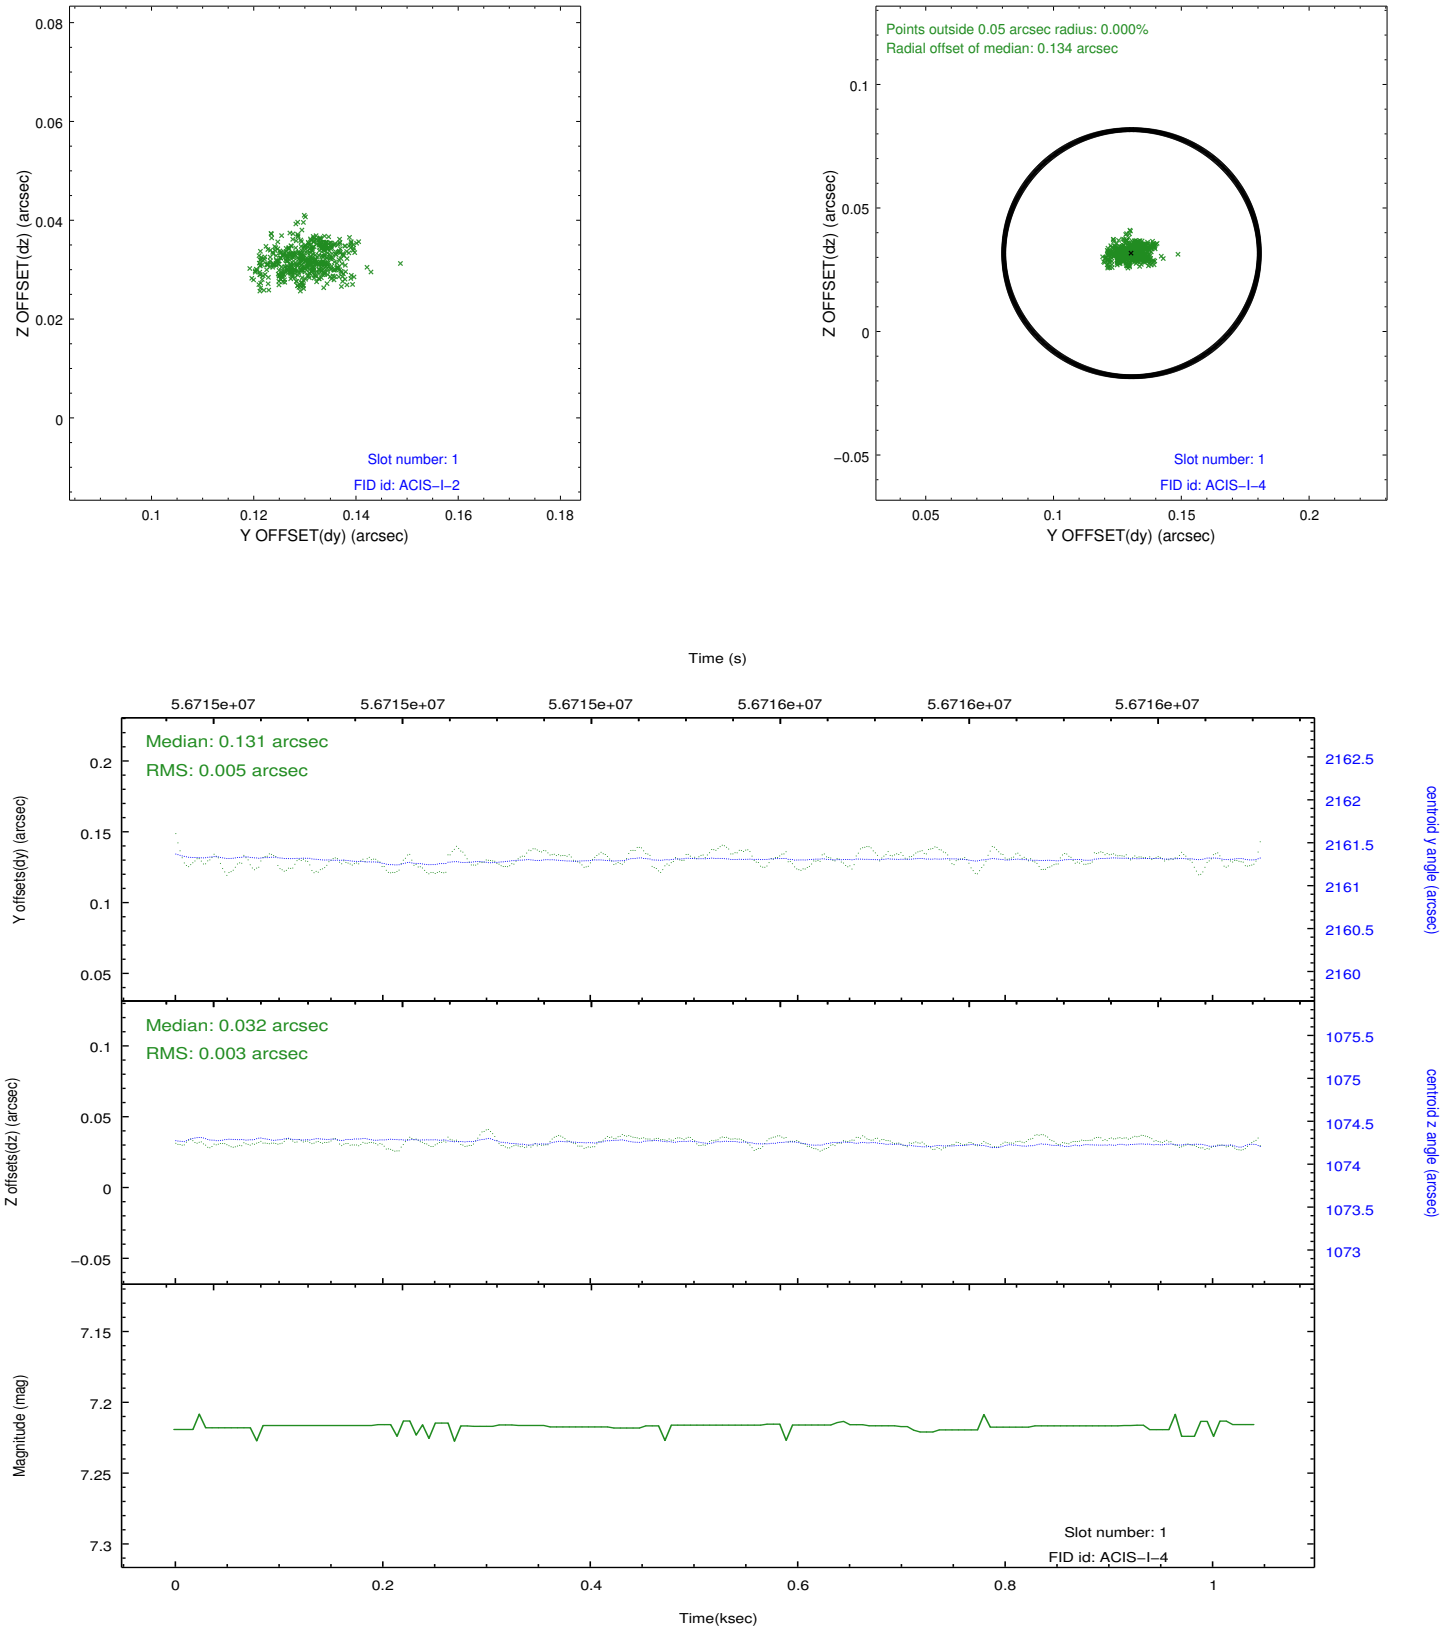 0.08
0.06
0.04
0.02
0
Z OFFSET(dz) (arcsec)
Slot number: 1
FID id: ACIS−I−2
0.1
0.12
0.14
0.16
0.18
Y OFFSET(dy) (arcsec)
Points outside 0.05 arcsec radius: 0.000%
Radial offset of median: 0.134 arcsec
0.1
0.05
0
−0.05
Z OFFSET(dz) (arcsec)
Slot number: 1
FID id: ACIS−I−4
0.05
0.1
0.15
0.2
Y OFFSET(dy) (arcsec)
Time (s)
5.6715e+07
5.6715e+07
5.6715e+07
5.6716e+07
5.6716e+07
5.6716e+07
Median: 0.131 arcsec
RMS: 0.005 arcsec
0.2
0.15
0.1
0.05
Y offsets(dy) (arcsec)
2162.5
2162
2161.5
2161
2160.5
2160
centroid y angle (arcsec)
Median: 0.032 arcsec
RMS: 0.003 arcsec
0.1
0.05
0
−0.05
Z offsets(dz) (arcsec)
1075.5
1075
1074.5
1074
1073.5
1073
centroid z angle (arcsec)
7.15
7.2
7.25
7.3
Magnitude (mag)
Slot number: 1
FID id: ACIS−I−4
0
0.2
0.4
0.6
0.8
1
Time(ksec)